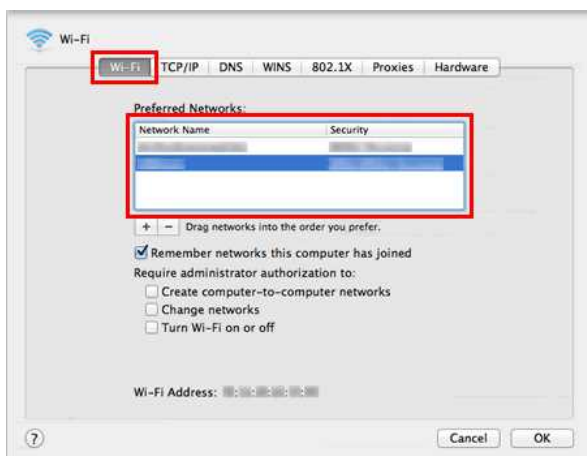 Wi-Fi
Wi-Fi TCP/IP DNS WINS 802.1X Proxies Hardware
Preferred Networks:
Network Name Security
+ − Drag networks into the order you prefer.
Remember networks this computer has joined
Require administrator authorization to:
Create computer-to-computer networks
Change networks
Turn Wi-Fi on or off
Wi-Fi Address:
? Cancel OK